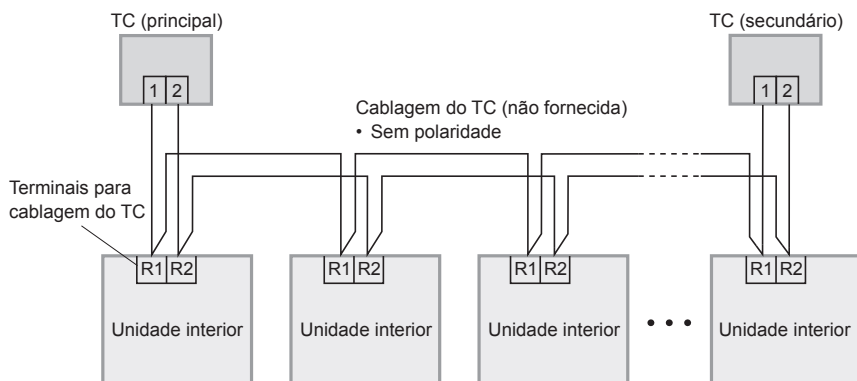 TC (principal)
TC (secundário)
1 2
1 2
Cablagem do TC (não fornecida)
• Sem polaridade
Terminais para
cablagem do TC
R1 R2
R1 R2
R1 R2
R1 R2
Unidade interior
Unidade interior
Unidade interior
Unidade interior